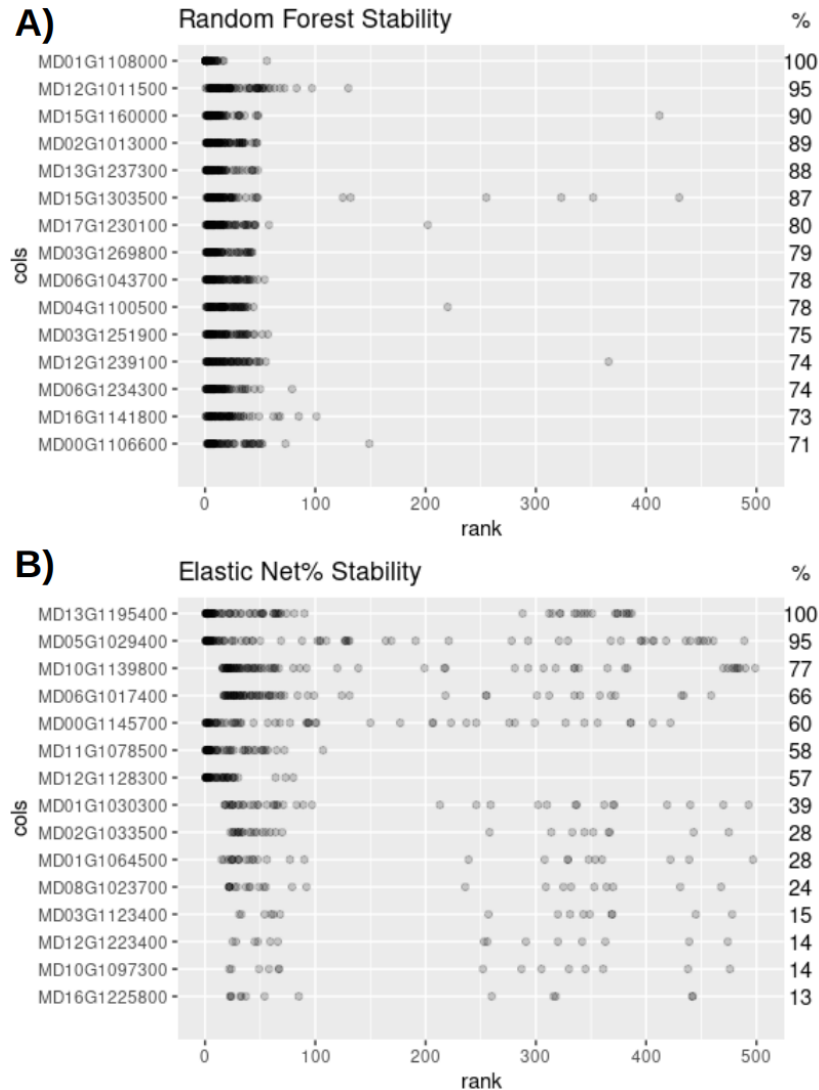 A)
Random Forest Stability %
MD01G1108000 100
MD12G1011500 95
MD15G1160000 90
MD02G1013000 89
MD13G1237300 88
MD15G1303500 87
MD17G1230100 80
MD03G1269800 79
MD06G1043700 78
MD04G1100500 78
MD03G1251900 75
MD12G1239100 74
MD06G1234300 74
MD16G1141800 73
MD00G1106600 71
cols
0 100 200 300 400 500
rank
B)
Elastic Net% Stability %
MD13G1195400 100
MD05G1029400 95
MD10G1139800 77
MD06G1017400 66
MD00G1145700 60
MD11G1078500 58
MD12G1128300 57
MD01G1030300 39
MD02G1033500 28
MD01G1064500 28
MD08G1023700 24
MD03G1123400 15
MD12G1223400 14
MD10G1097300 14
MD16G1225800 13
cols
0 100 200 300 400 500
rank